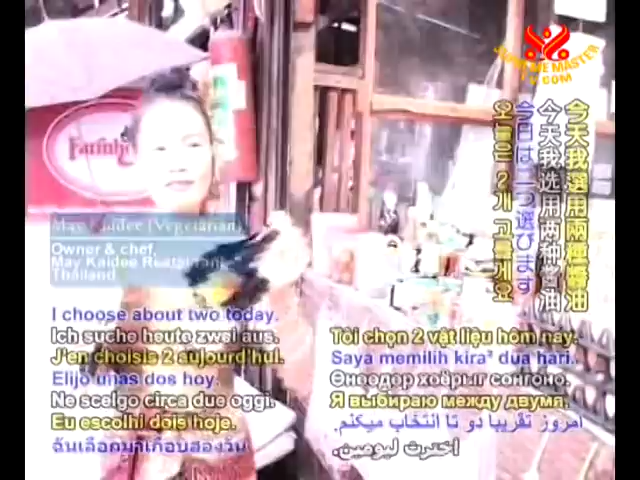 SUPREME MASTER
TV.COM
Farmhouse
May Kaidee (Vegetarian)
Owner & chef,
May Kaidee Restaurant,
Thailand
今天我選用兩種醬油
今天我选用两种酱油
今日は二つ選びます
오늘은 2개 고를게요
I choose about two today.
Ich suche heute zwei aus.
J'en choisis 2 aujourd'hui.
Elijo unas dos hoy.
Ne scelgo circa due oggi.
Eu escolhi dois hoje.
ฉันเลือกมาเกือบสองวัน
Tôi chọn 2 vật liệu hôm nay.
Saya memilih kira² dua hari.
Өнөөдөр хоёрыг сонгоно.
Я выбираю между двумя,
امروز تقریبا دو تا انتخاب میکنم.
اخترت ليومين.